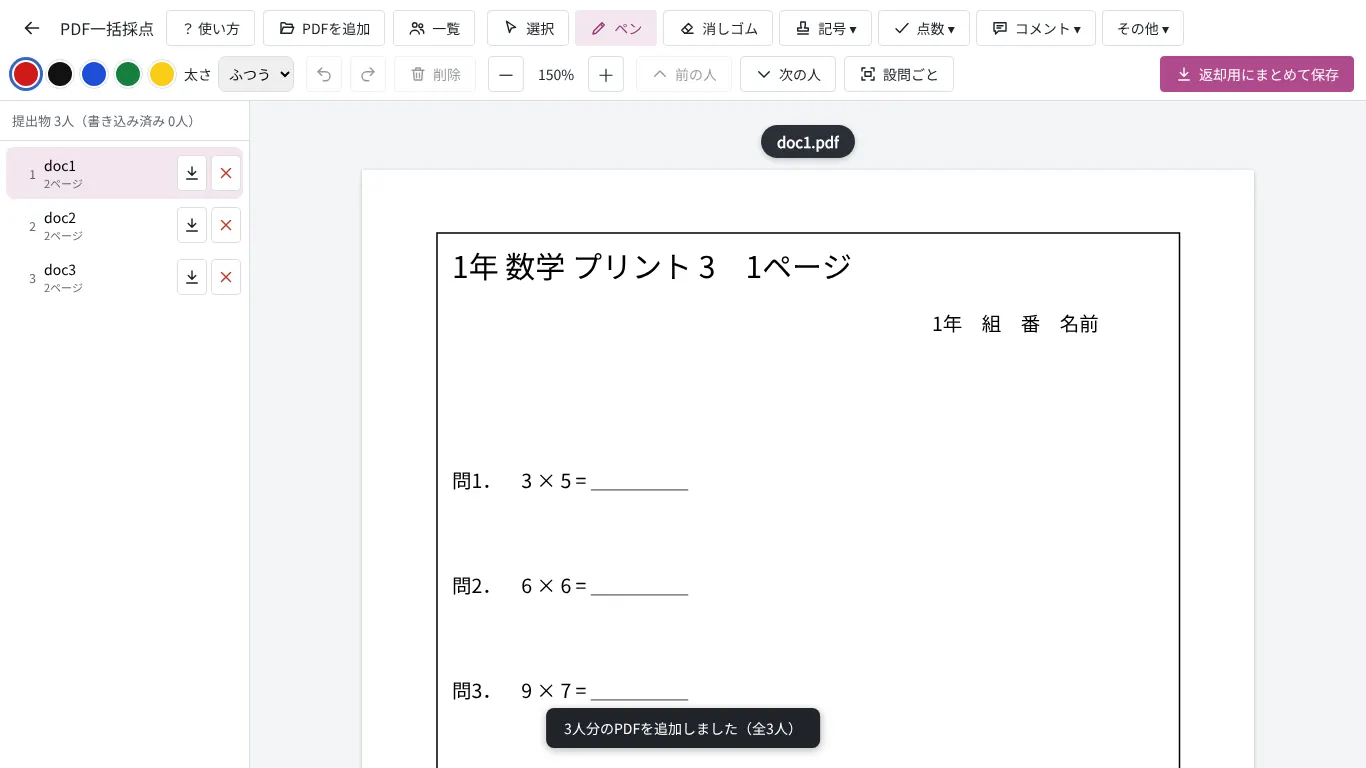 PDF一括採点
? 使い方
PDFを追加
一覧
選択
ペン
消しゴム
記号▾
点数▾
コメント▾
その他▾
太さ
ふつう
削除
150%
前の人
次の人
設問ごと
返却用にまとめて保存
提出物 3人（書き込み済み 0人）
1
doc1
2ページ
2
doc2
2ページ
3
doc3
2ページ
doc1.pdf
1年 数学 プリント 3　1ページ
1年　組　番　名前
問1.　3 × 5 = _________
問2.　6 × 6 = _________
問3.　9 × 7 = _________
3人分のPDFを追加しました（全3人）